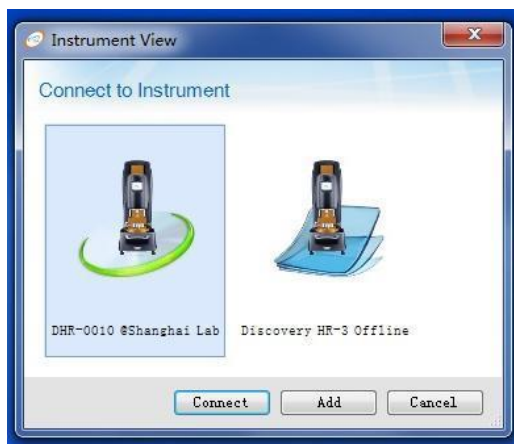 Instrument View
Connect to Instrument
DHR-0010 @Shanghai Lab
Discovery HR-3 Offline
Connect
Add
Cancel